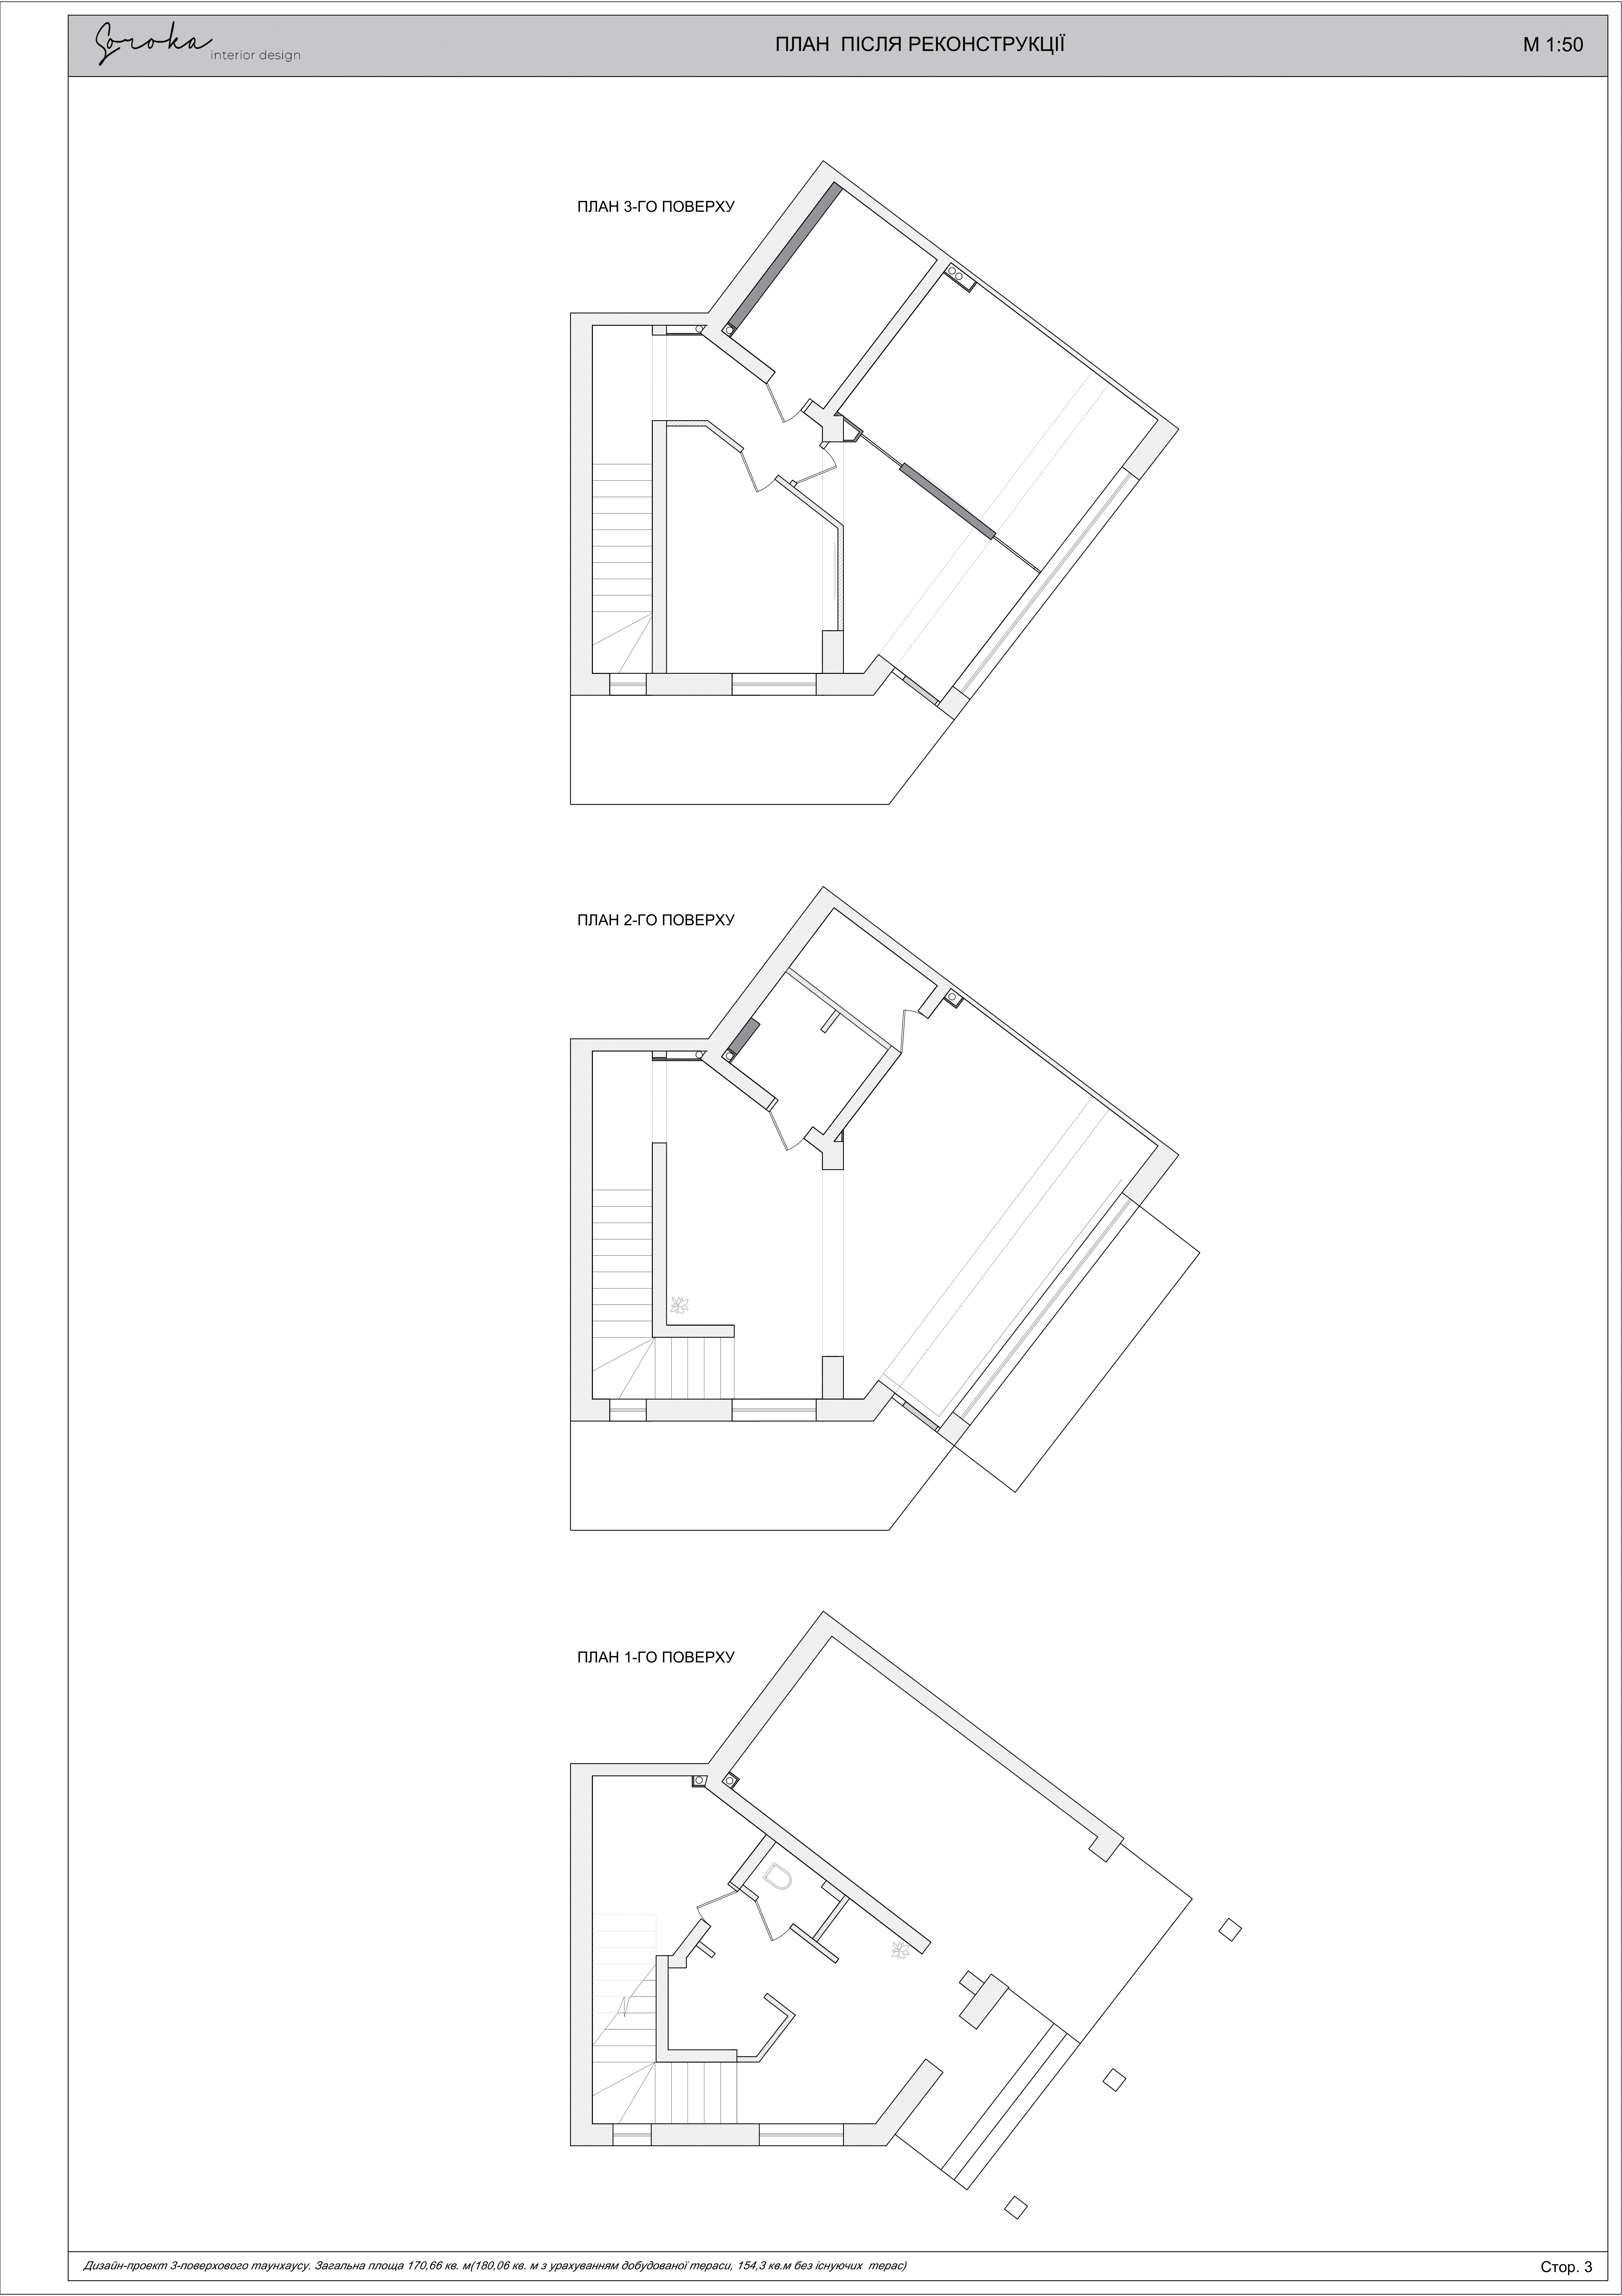 Soroka interior design
ПЛАН ПІСЛЯ РЕКОНСТРУКЦІЇ
М 1:50
ПЛАН 3-ГО ПОВЕРХУ
ПЛАН 2-ГО ПОВЕРХУ
ПЛАН 1-ГО ПОВЕРХУ
Дизайн-проект 3-поверхового таунхаусу. Загальна площа 170,66 кв. м(180,06 кв. м з урахуванням добудованої тераси, 154,3 кв.м без існуючих терас)
Стор. 3